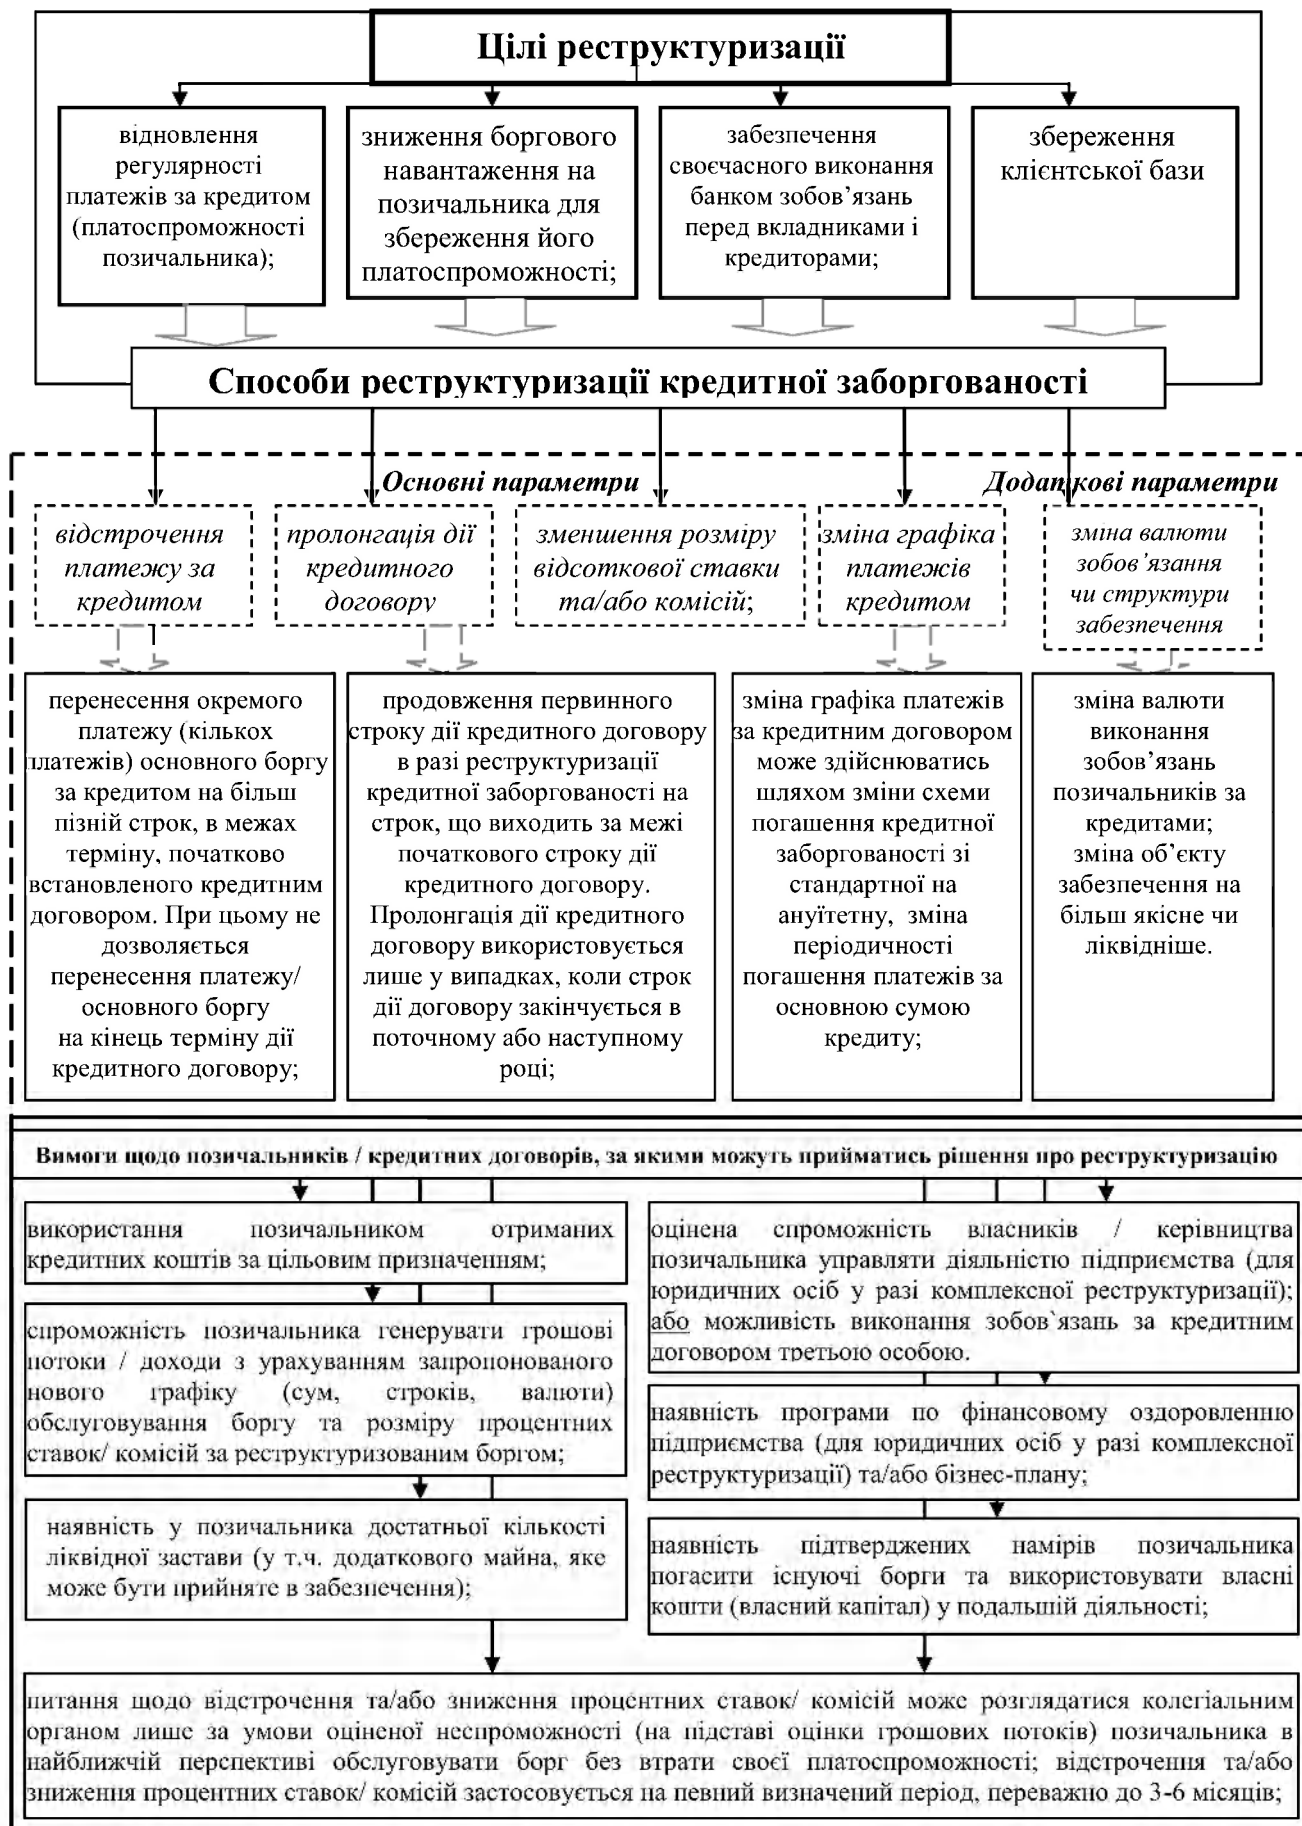 Цілі реструктуризації
відновлення
регулярності
платежів за кредитом
(платоспроможності
позичальника);
зниження боргового
навантаження на
позичальника для
збереження його
платоспроможності;
забезпечення
своєчасного виконання
банком зобов’язань
перед вкладниками і
кредиторами;
збереження
клієнтської бази
Способи реструктуризації кредитної заборгованості
Основні параметри
Додаткові параметри
відстрочення
платежу за
кредитом
пролонгація дії
кредитного
договору
зменшення розміру
відсоткової ставки
та/або комісій;
зміна графіка
платежів
кредитом
зміна валюти
зобов’язання
чи структури
забезпечення
перенесення окремого
платежу (кількох
платежів) основного боргу
за кредитом на більш
пізній строк, в межах
терміну, початково
встановленого кредитним
договором. При цьому не
дозволяється
перенесення платежу/
основного боргу
на кінець терміну дії
кредитного договору;
продовження первинного
строку дії кредитного договору
в разі реструктуризації
кредитної заборгованості на
строк, що виходить за межі
початкового строку дії
кредитного договору.
Пролонгація дії кредитного
договору використовується
лише у випадках, коли строк
дії договору закінчується в
поточному або наступному
році;
зміна графіка платежів
за кредитним договором
може здійснюватись
шляхом зміни схеми
погашення кредитної
заборгованості зі
стандартної на
ануїтетну, зміна
періодичності
погашення платежів за
основною сумою
кредиту;
зміна валюти
виконання
зобов’язань
позичальників за
кредитами;
зміна об’єкту
забезпечення на
більш якісне чи
ліквідніше.
Вимоги щодо позичальників / кредитних договорів, за якими можуть прийматись рішення про реструктуризацію
використання позичальником отриманих
кредитних коштів за цільовим призначенням;
спроможність позичальника генерувати грошові
потоки / доходи з урахуванням запропонованого
нового графіку (сум, строків, валюти)
обслуговування боргу та розміру процентних
ставок/ комісій за реструктуризованим боргом;
наявність у позичальника достатньої кількості
ліквідної застави (у т.ч. додаткового майна, яке
може бути прийняте в забезпечення);
оцінена спроможність власників / керівництва
позичальника управляти діяльністю підприємства (для
юридичних осіб у разі комплексної реструктуризації);
або можливість виконання зобов`язань за кредитним
договором третьою особою.
наявність програми по фінансовому оздоровленню
підприємства (для юридичних осіб у разі комплексної
реструктуризації) та/або бізнес-плану;
наявність підтверджених намірів позичальника
погасити існуючі борги та використовувати власні
кошти (власний капітал) у подальшій діяльності;
питання щодо відстрочення та/або зниження процентних ставок/ комісій може розглядатися колегіальним
органом лише за умови оціненої неспроможності (на підставі оцінки грошових потоків) позичальника в
найближчій перспективі обслуговувати борг без втрати своєї платоспроможності; відстрочення та/або
зниження процентних ставок/ комісій застосовується на певний визначений період, переважно до 3-6 місяців;